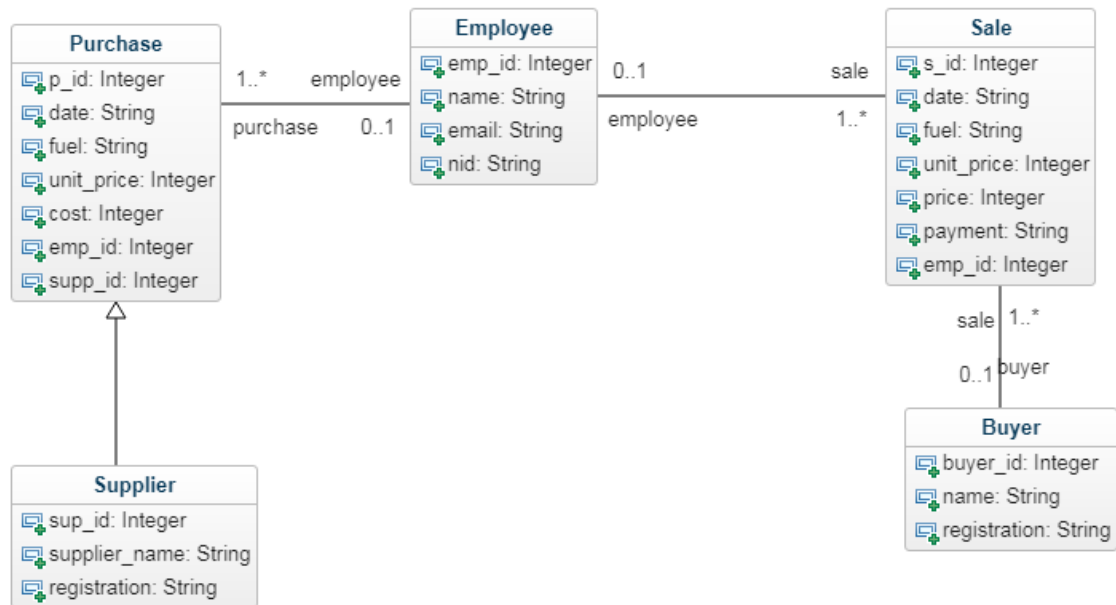 Purchase
p_id: Integer
date: String
fuel: String
unit_price: Integer
cost: Integer
emp_id: Integer
supp_id: Integer
1..*
employee
purchase
0..1
Employee
emp_id: Integer
name: String
email: String
nid: String
0..1
sale
employee
1..*
Sale
s_id: Integer
date: String
fuel: String
unit_price: Integer
price: Integer
payment: String
emp_id: Integer
sale
1..*
0..1
buyer
Buyer
buyer_id: Integer
name: String
registration: String
Supplier
sup_id: Integer
supplier_name: String
registration: String